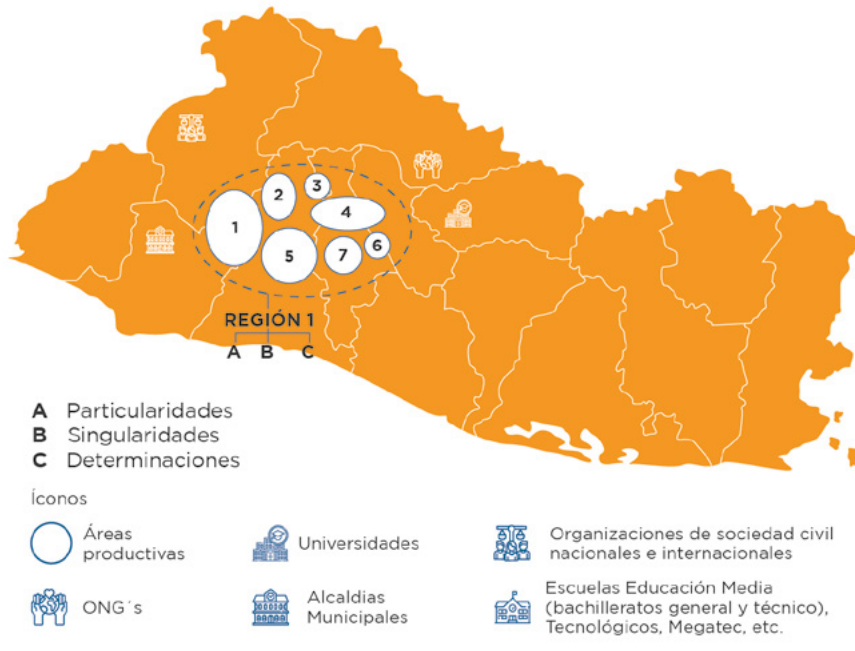 2
3
1
4
5
7
6
REGIÓN 1
A B C
A Particularidades
B Singularidades
C Determinaciones
Íconos
Áreas
productivas
Universidades
Organizaciones de sociedad civil
nacionales e internacionales
ONG´s
Alcaldias
Municipales
Escuelas Educación Media
(bachilleratos general y técnico),
Tecnológicos, Megatec, etc.